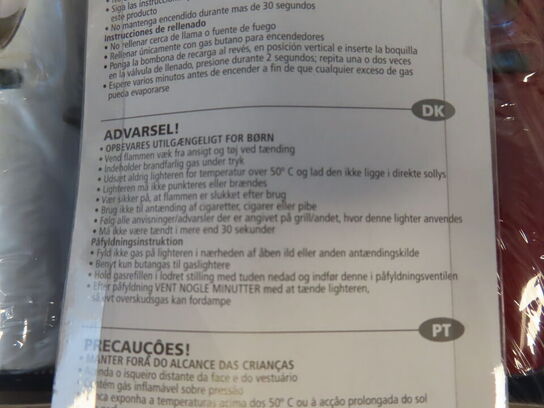 • Siga las instruccion
este producto
• No mantenga encendido durante mas de 30 segundos
Instrucciones de rellenado
• No rellenar cerca de llama o fuente de fuego
• Rellenar únicamente con gas butano para encendedores
• Ponga la bombona de recarga al revés, en posición vertical e inserte la boquilla
en la válvula de llenado, presione durante 2 segundos; repita una o dos veces
• Espere varios minutos antes de encender a fin de que cualquier exceso de gas
pueda evaporarse
DK
ADVARSEL!
• OPBEVARES UTILGÆNGELIGT FOR BØRN
• Vend flammen væk fra ansigt og tøj ved tænding
• Indeholder brandfarlig gas under tryk
• Udsæt aldrig lighteren for temperatur over 50° C og lad den ikke ligge i direkte sollys
• Lighteren må ikke punkteres eller brændes
• Vær sikker på, at flammen er slukket efter brug
• Brug ikke til antænding af cigaretter, cigarer eller pibe
• Følg alle anvisninger/advarsler der er angivet på grill/andet, hvor denne lighter anvendes
• Må ikke være tændt i mere end 30 sekunder
Påfyldningsinstruktion
• Fyld ikke gas på lighteren i nærheden af åben ild eller anden antændingskilde
• Benyt kun butangas til gaslightere
• Hold gasrefillen i lodret stilling med tuden nedad og indfør denne i påfyldningsventilen
• Efter påfyldning VENT NOGLE MINUTTER med at tænde lighteren,
så evt overskudsgas kan fordampe
PT
PRECAUÇÔES!
• MANTER FORA DO ALCANCE DAS CRIANÇAS
o isqueiro distante da face e do vestuário
Contém gás inflamável sobre pressão
nca exponha a temperaturas acima dos 50° C ou à acção prolongada do sol